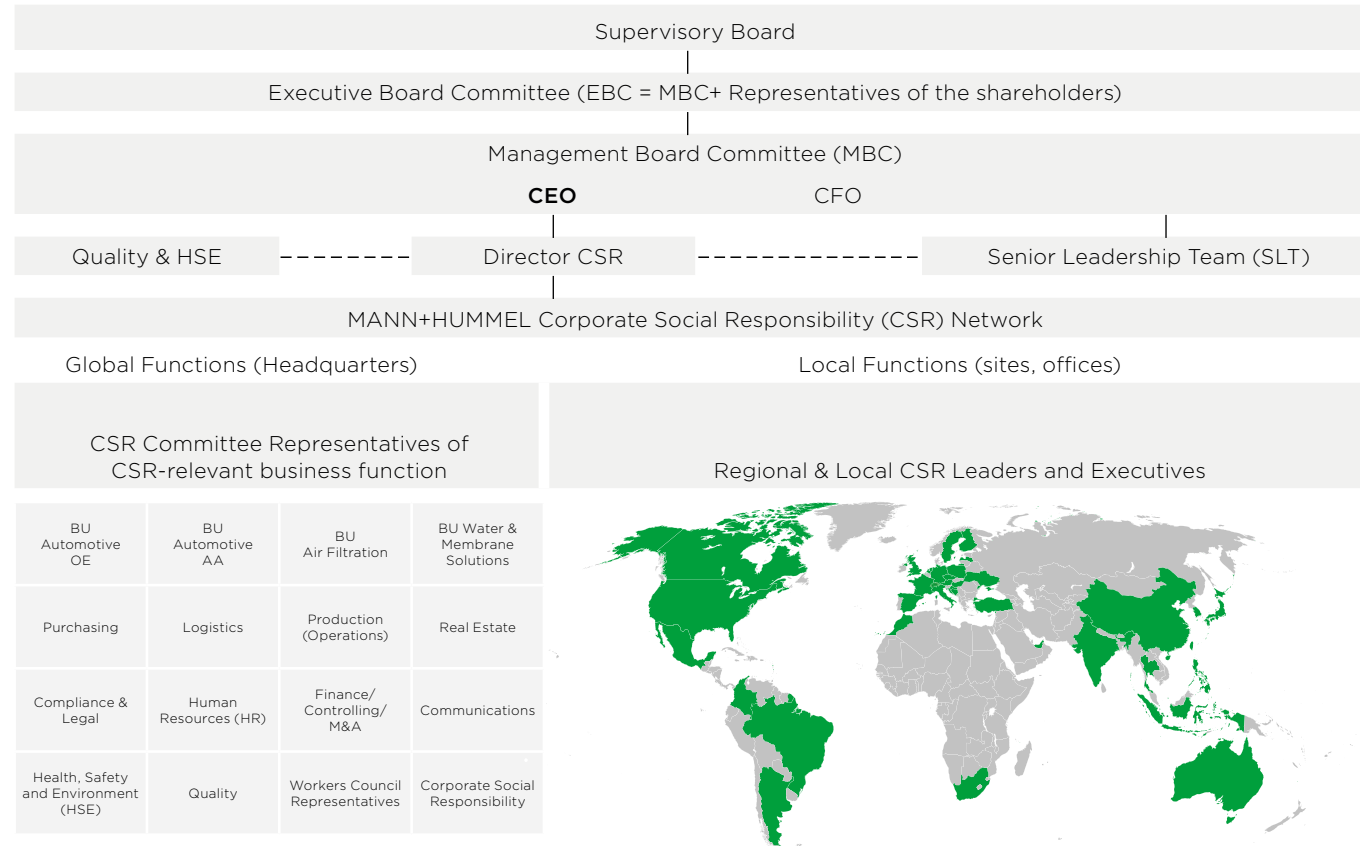 Supervisory Board
Executive Board Committee (EBC = MBC+ Representatives of the shareholders)
Management Board Committee (MBC)
CEO
CFO
Quality & HSE
Director CSR
Senior Leadership Team (SLT)
MANN+HUMMEL Corporate Social Responsibility (CSR) Network
Global Functions (Headquarters)
Local Functions (sites, offices)
CSR Committee Representatives of
CSR-relevant business function
Regional & Local CSR Leaders and Executives
BU
Automotive
OE
BU
Automotive
AA
BU
Air Filtration
BU Water &
Membrane
Solutions
Purchasing
Logistics
Production
(Operations)
Real Estate
Compliance &
Legal
Human
Resources (HR)
Finance/
Controlling/
M&A
Communications
Health, Safety
and Environment
(HSE)
Quality
Workers Council
Representatives
Corporate Social
Responsibility